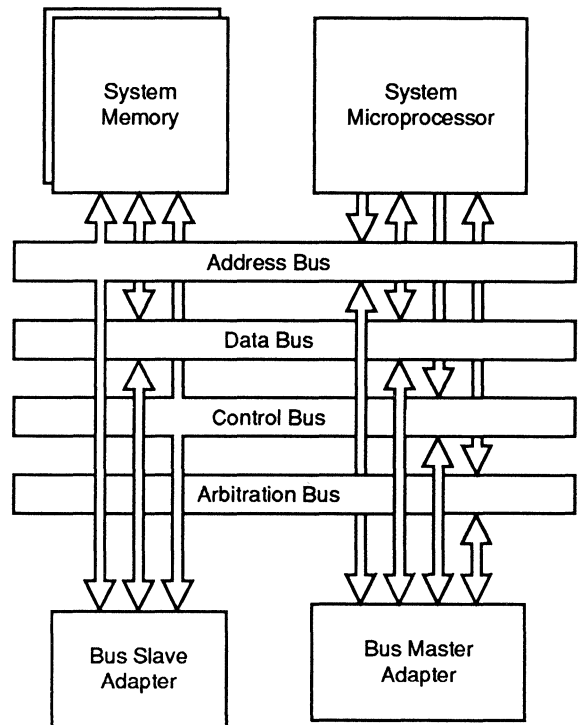 System
Memory
System
Microprocessor
Address Bus
Data Bus
Control Bus
Arbitration Bus
Bus Slave
Adapter
Bus Master
Adapter